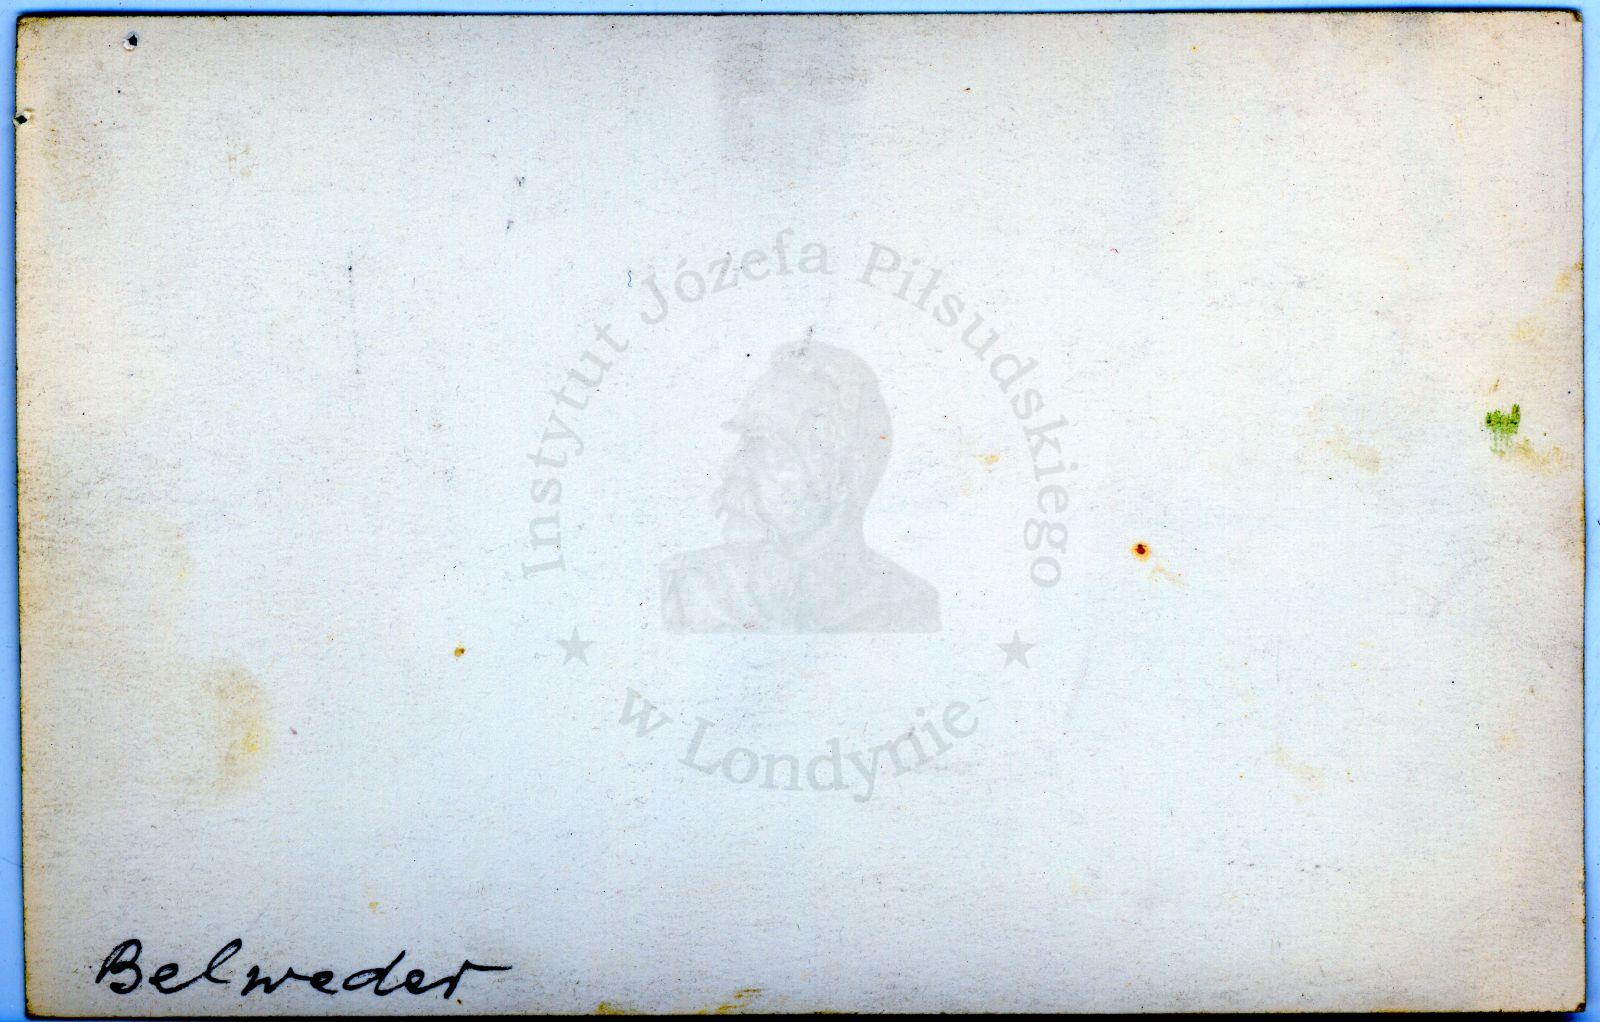 Instytut Józefa Piłsudskiego
w Londynie
Belweder